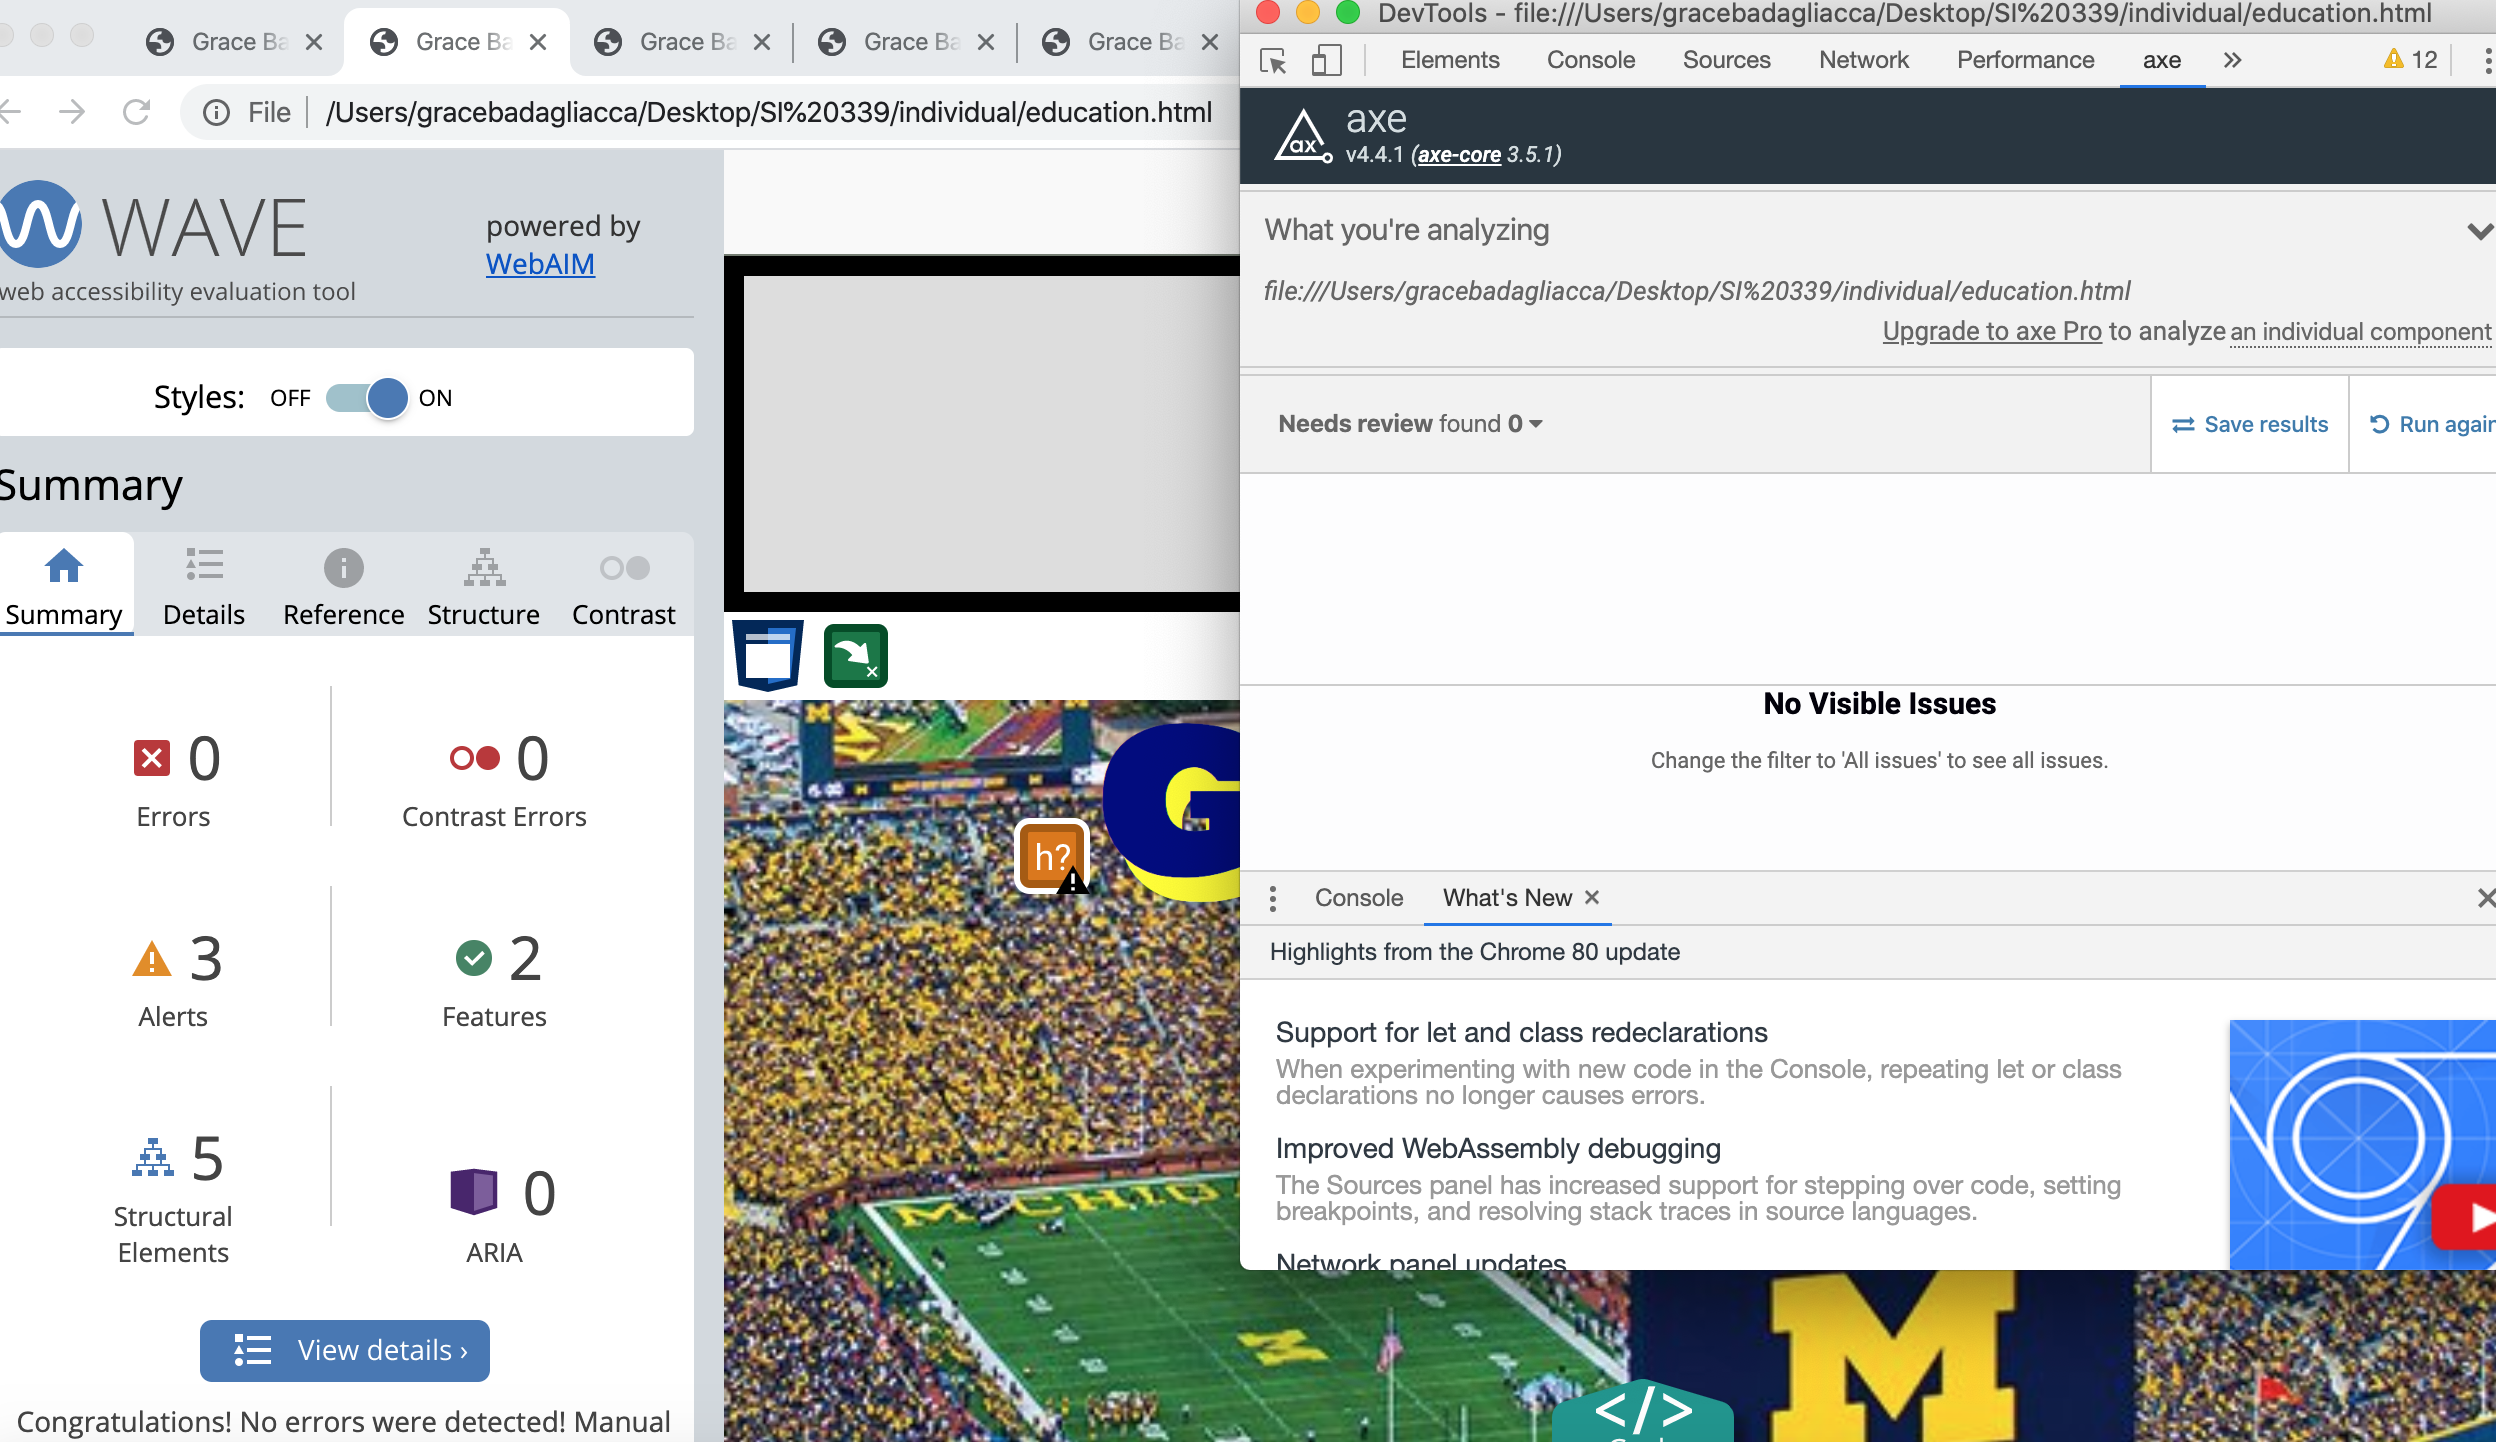 Grace Ba
Grace Ba
Grace Ba
Grace Ba
Grace Ba
File
/Users/gracebadagliacca/Desktop/SI%20339/individual/education.html
WAVE
powered by
WebAIM
web accessibility evaluation tool
Styles: OFF ON
Summary
Summary Details Reference Structure Contrast
0
Errors
0
Contrast Errors
3
Alerts
2
Features
5
Structural
Elements
0
ARIA
View details ›
Congratulations! No errors were detected! Manual
h?
G
M
M
MICHIG
M
M
</>
DevTools - file:///Users/gracebadagliacca/Desktop/SI%20339/individual/education.html
Elements Console Sources Network Performance axe » 12
ax
axe
v4.4.1 (axe-core 3.5.1)
What you're analyzing
file:///Users/gracebadagliacca/Desktop/SI%20339/individual/education.html
Upgrade to axe Pro to analyze an individual component
Needs review found 0
Save results
Run again
No Visible Issues
Change the filter to 'All issues' to see all issues.
Console What's New
Highlights from the Chrome 80 update
Support for let and class redeclarations
When experimenting with new code in the Console, repeating let or class
declarations no longer causes errors.
Improved WebAssembly debugging
The Sources panel has increased support for stepping over code, setting
breakpoints, and resolving stack traces in source languages.
Network panel updates